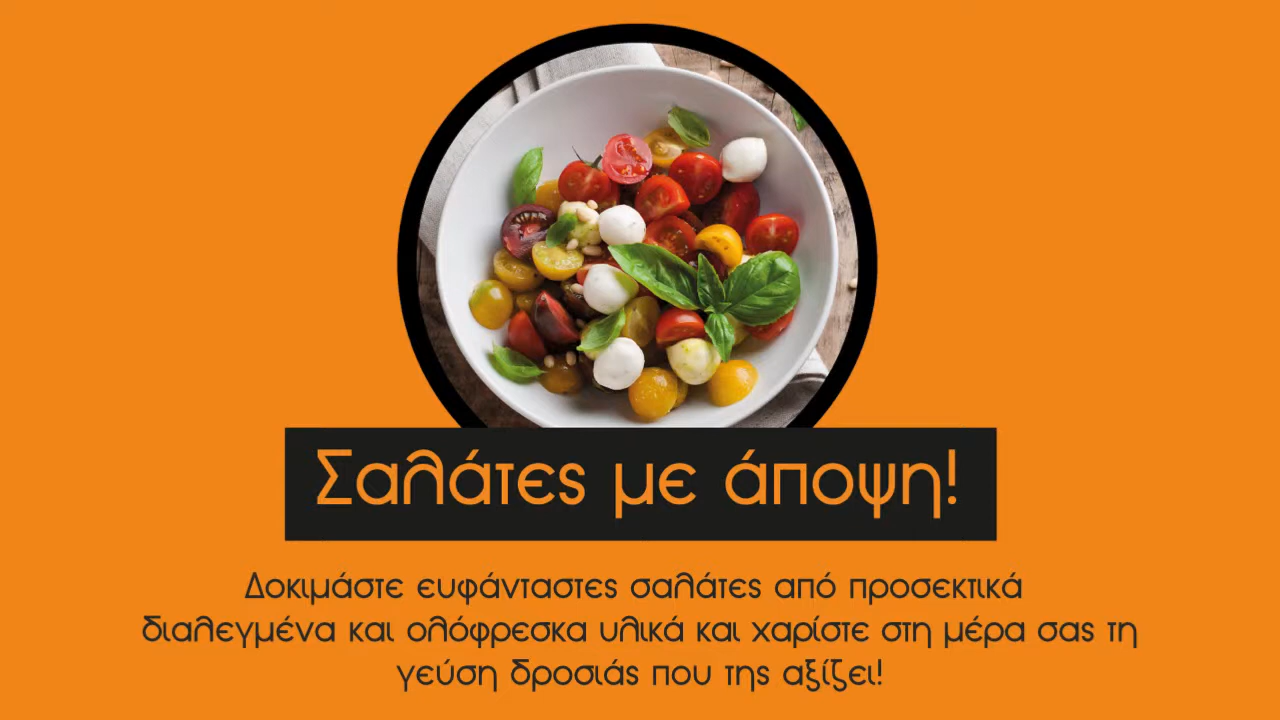 Σαλάτες με άποψη!
Δοκιμάστε ευφάνταστες σαλάτες από προσεκτικά
διαλεγμένα και ολόφρεσκα υλικά και χαρίστε στη μέρα σας τη
γεύση δροσιάς που της αξίζει!